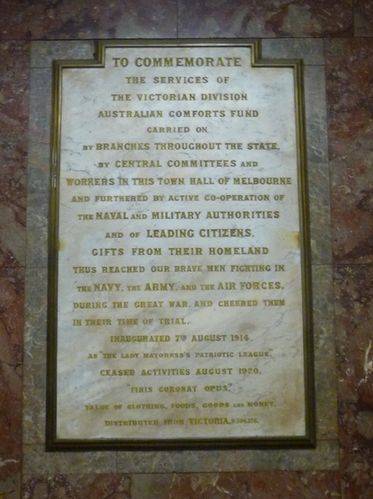 TO COMMEMORATE
THE SERVICES OF
THE VICTORIAN DIVISION
AUSTRALIAN COMFORTS FUND
CARRIED ON
BY BRANCHES THROUGHOUT THE STATE,
BY CENTRAL COMMITTEES AND
WORKERS IN THIS TOWN HALL OF MELBOURNE
AND FURTHERED BY ACTIVE CO-OPERATION OF
THE NAVAL AND MILITARY AUTHORITIES
AND OF LEADING CITIZENS.
GIFTS FROM THEIR HOMELAND
THUS REACHED OUR BRAVE MEN FIGHTING IN
THE NAVY, THE ARMY, AND THE AIR FORCES,
DURING THE GREAT WAR, AND CHEERED THEM
IN THEIR TIME OF TRIAL.
INAUGURATED 7TH AUGUST 1914
AS THE LADY MAYORESS'S PATRIOTIC LEAGUE.
CEASED ACTIVITIES AUGUST 1920.
"FINIS CORONAT OPUS."
VALUE OF CLOTHING, FOODS, GOODS AND MONEY,
DISTRIBUTED FROM VICTORIA,